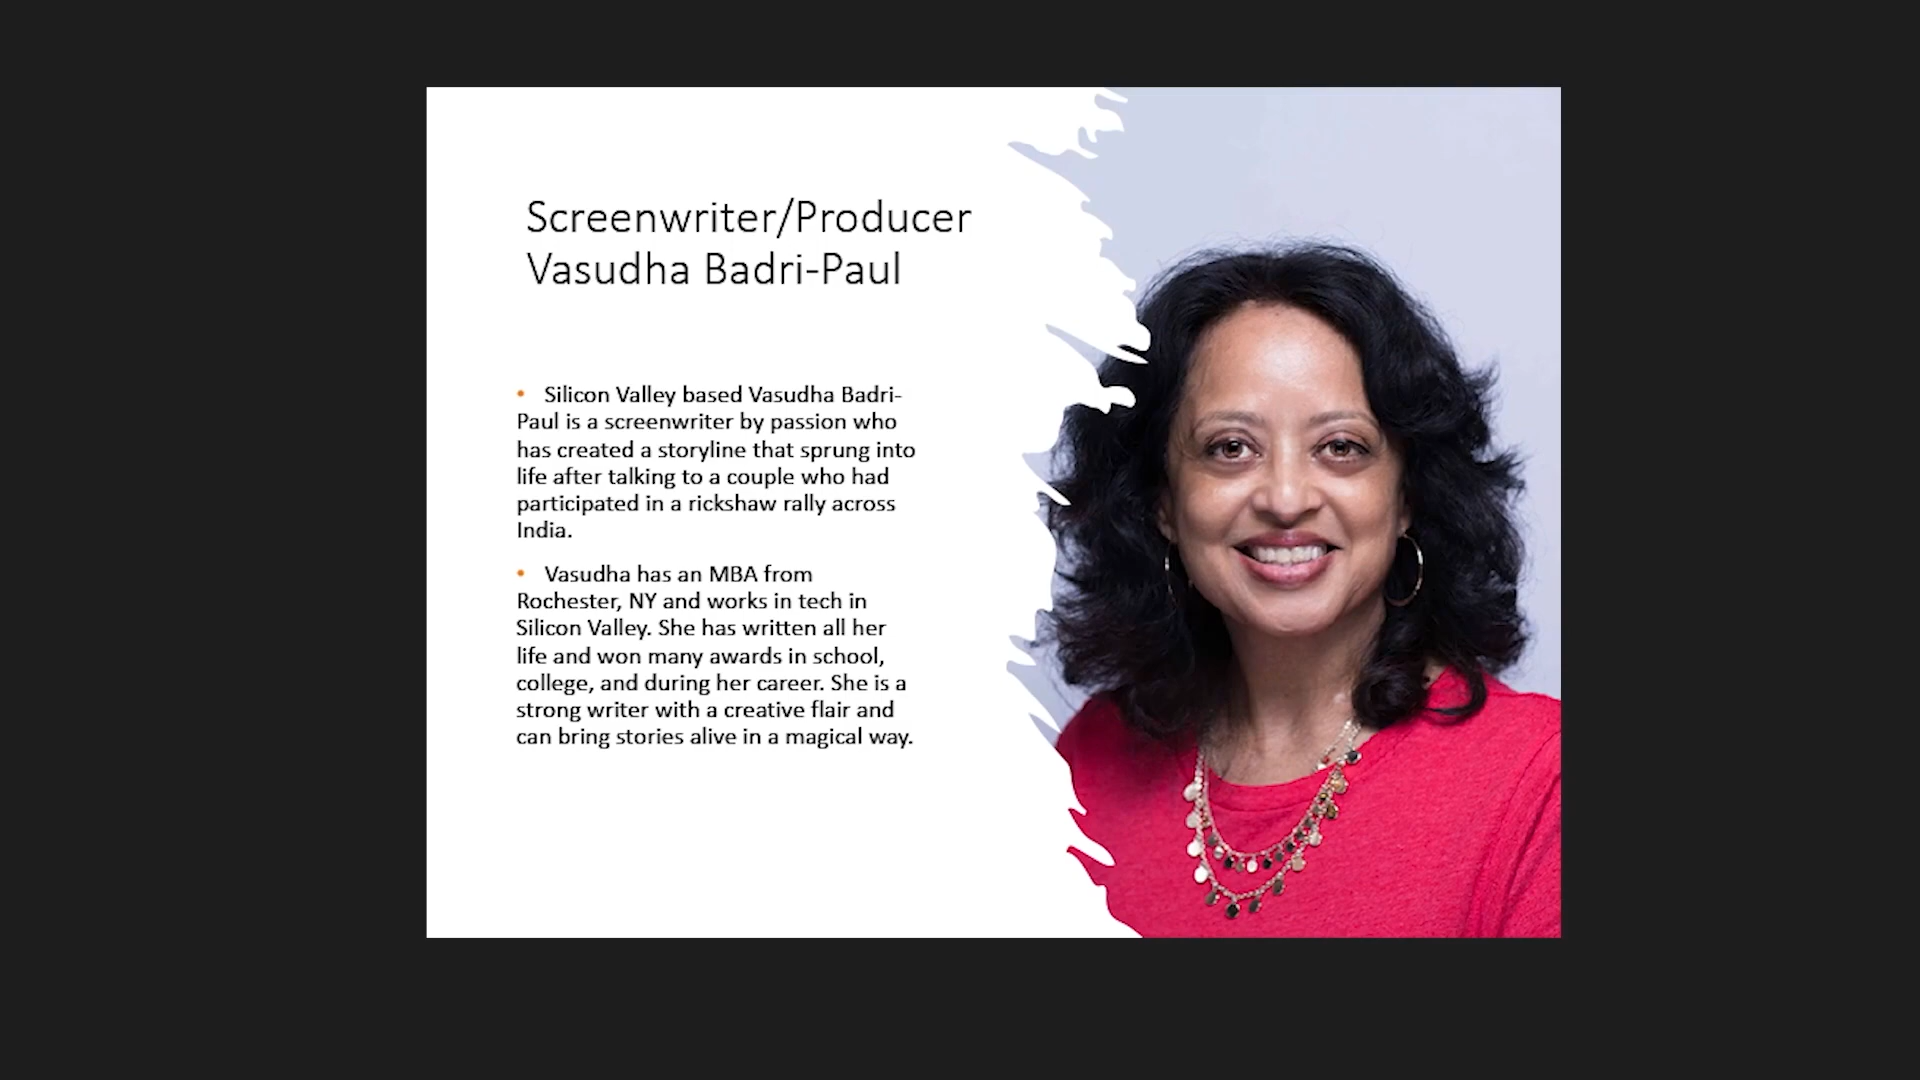 Screenwriter/Producer
Vasudha Badri-Paul
• Silicon Valley based Vasudha Badri-
Paul is a screenwriter by passion who
has created a storyline that sprung into
life after talking to a couple who had
participated in a rickshaw rally across
India.
• Vasudha has an MBA from
Rochester, NY and works in tech in
Silicon Valley. She has written all her
life and won many awards in school,
college, and during her career. She is a
strong writer with a creative flair and
can bring stories alive in a magical way.